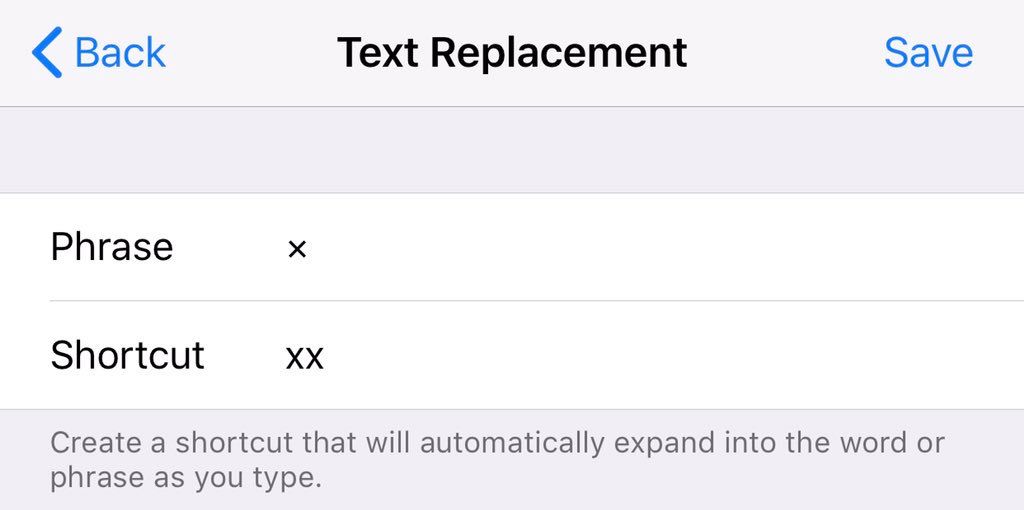 Back
Text Replacement
Save
Phrase ×
Shortcut xx
Create a shortcut that will automatically expand into the word or
phrase as you type.